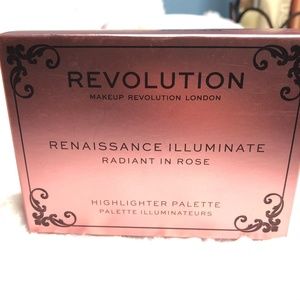 REVOLUTION
MAKEUP REVOLUTION LONDON
RENAISSANCE ILLUMINATE
RADIANT IN ROSE
HIGHLIGHTER PALETTE
PALETTE ILLUMINATEURS